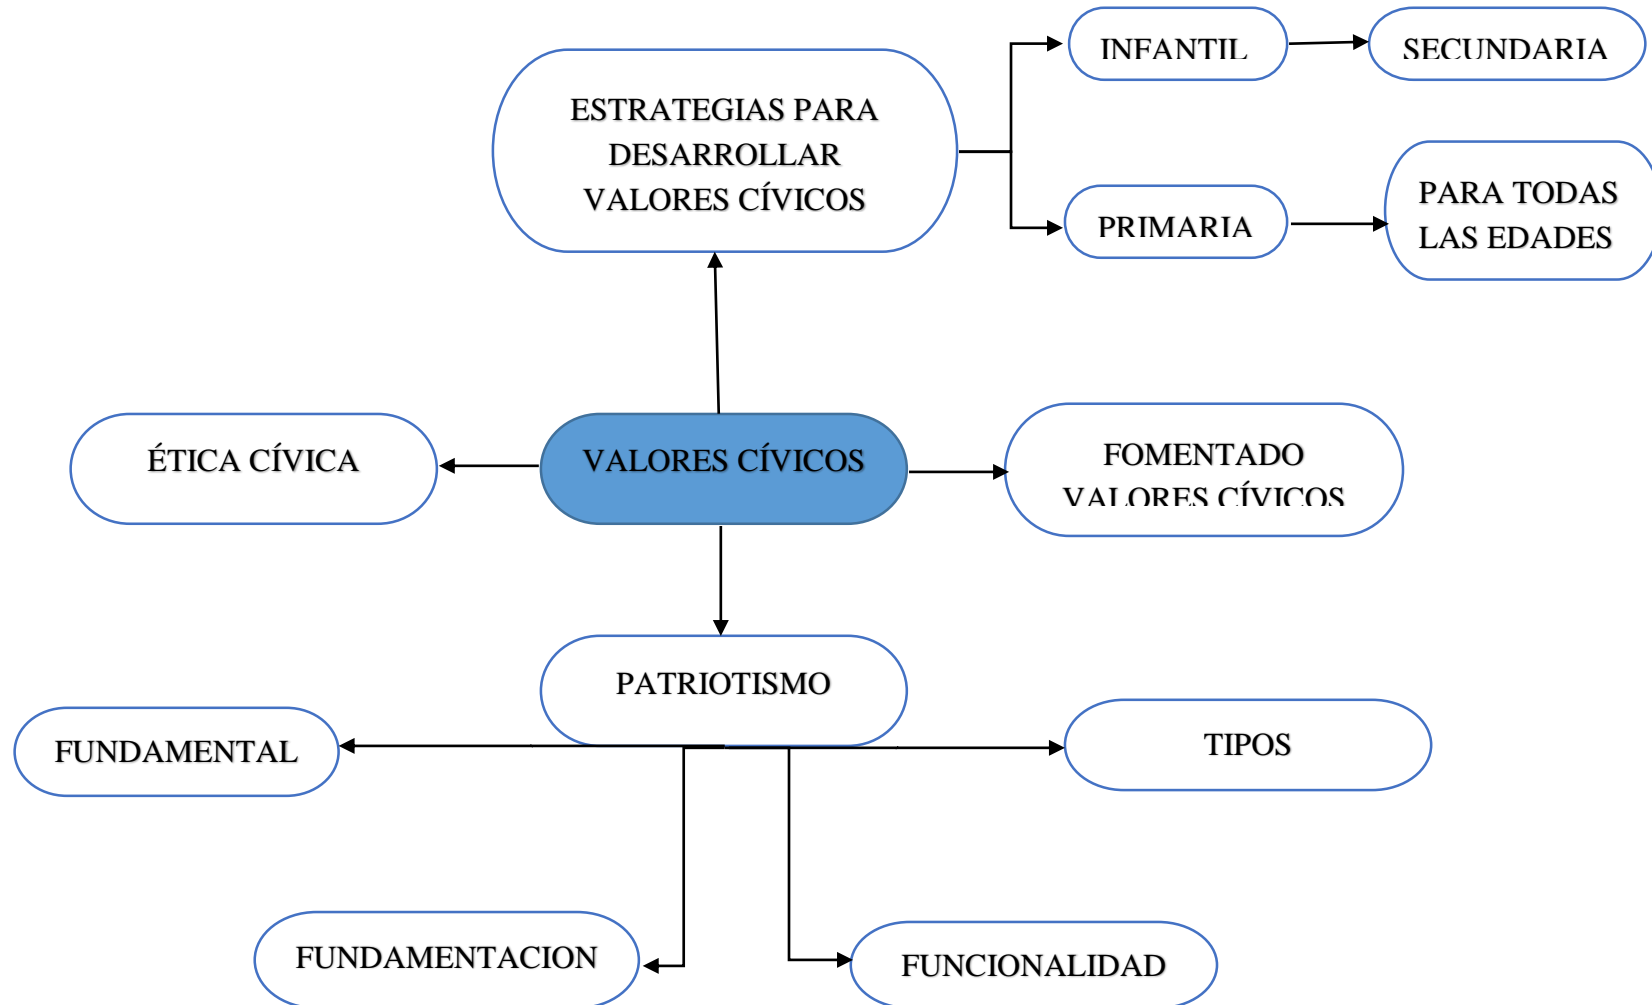 INFANTIL
SECUNDARIA
ESTRATEGIAS PARA
DESARROLLAR
VALORES CÍVICOS
PRIMARIA
PARA TODAS
LAS EDADES
ÉTICA CÍVICA
VALORES CÍVICOS
FOMENTADO
VALORES CÍVICOS
PATRIOTISMO
FUNDAMENTAL
TIPOS
FUNDAMENTACION
FUNCIONALIDAD